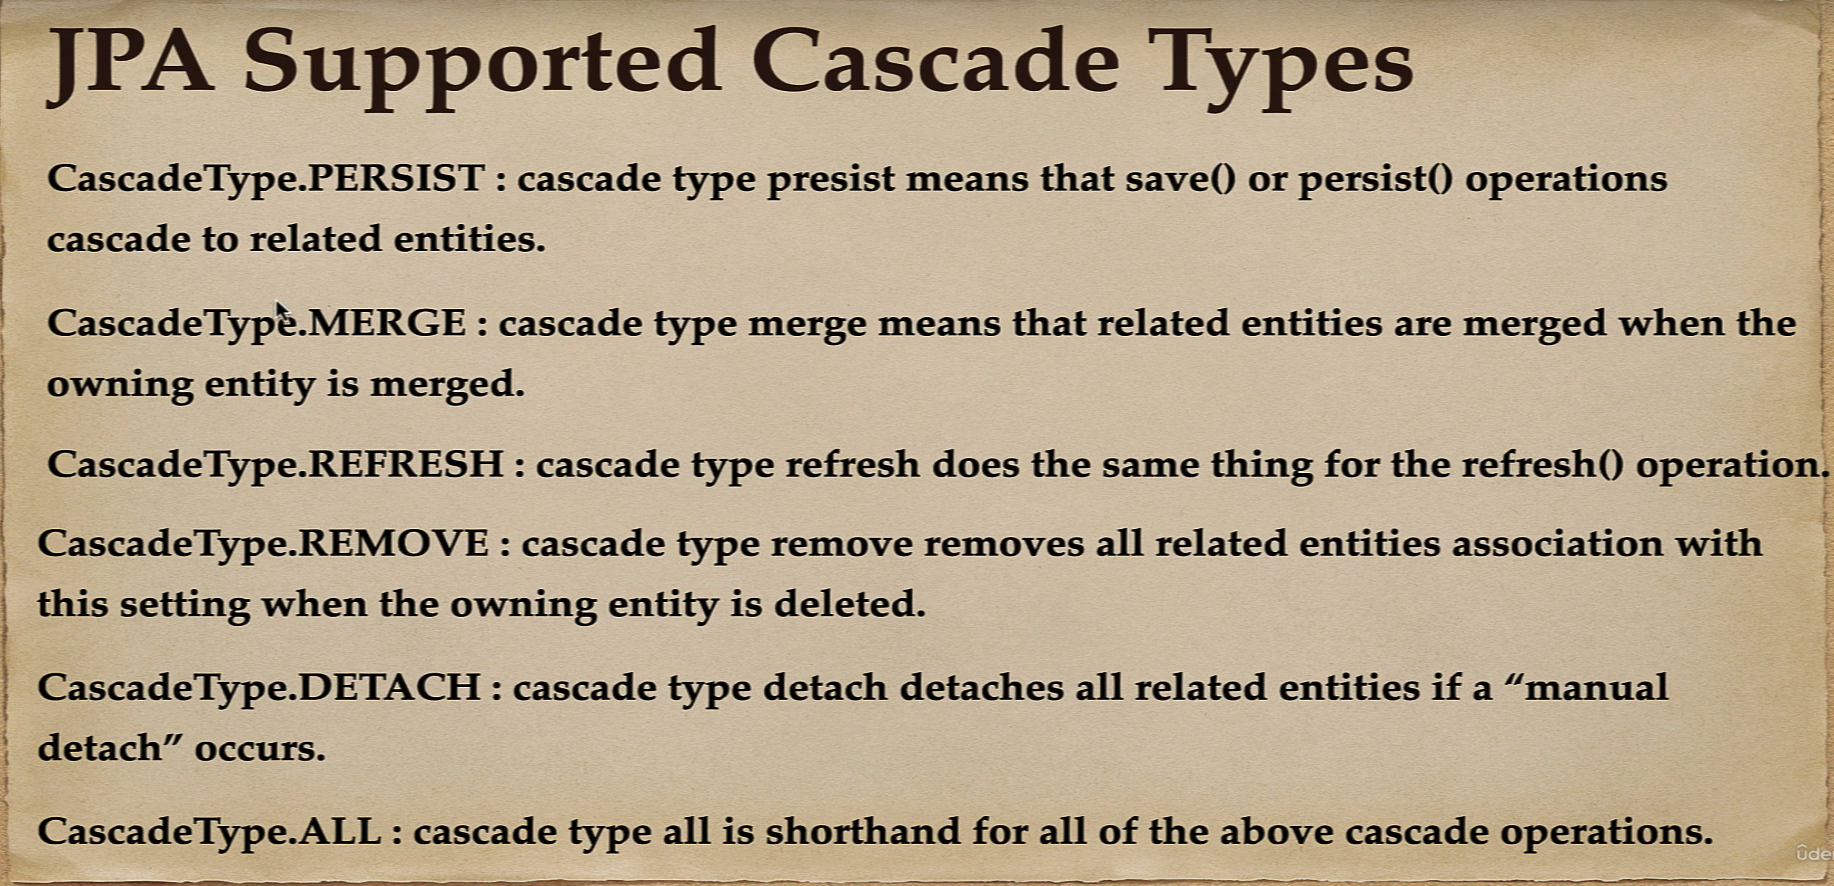 JPA Supported Cascade Types
CascadeType.PERSIST : cascade type presist means that save() or persist() operations
cascade to related entities.
CascadeType.MERGE : cascade type merge means that related entities are merged when the
owning entity is merged.
CascadeType.REFRESH : cascade type refresh does the same thing for the refresh() operation.
CascadeType.REMOVE : cascade type remove removes all related entities association with
this setting when the owning entity is deleted.
CascadeType.DETACH : cascade type detach detaches all related entities if a “manual
detach” occurs.
CascadeType.ALL : cascade type all is shorthand for all of the above cascade operations.